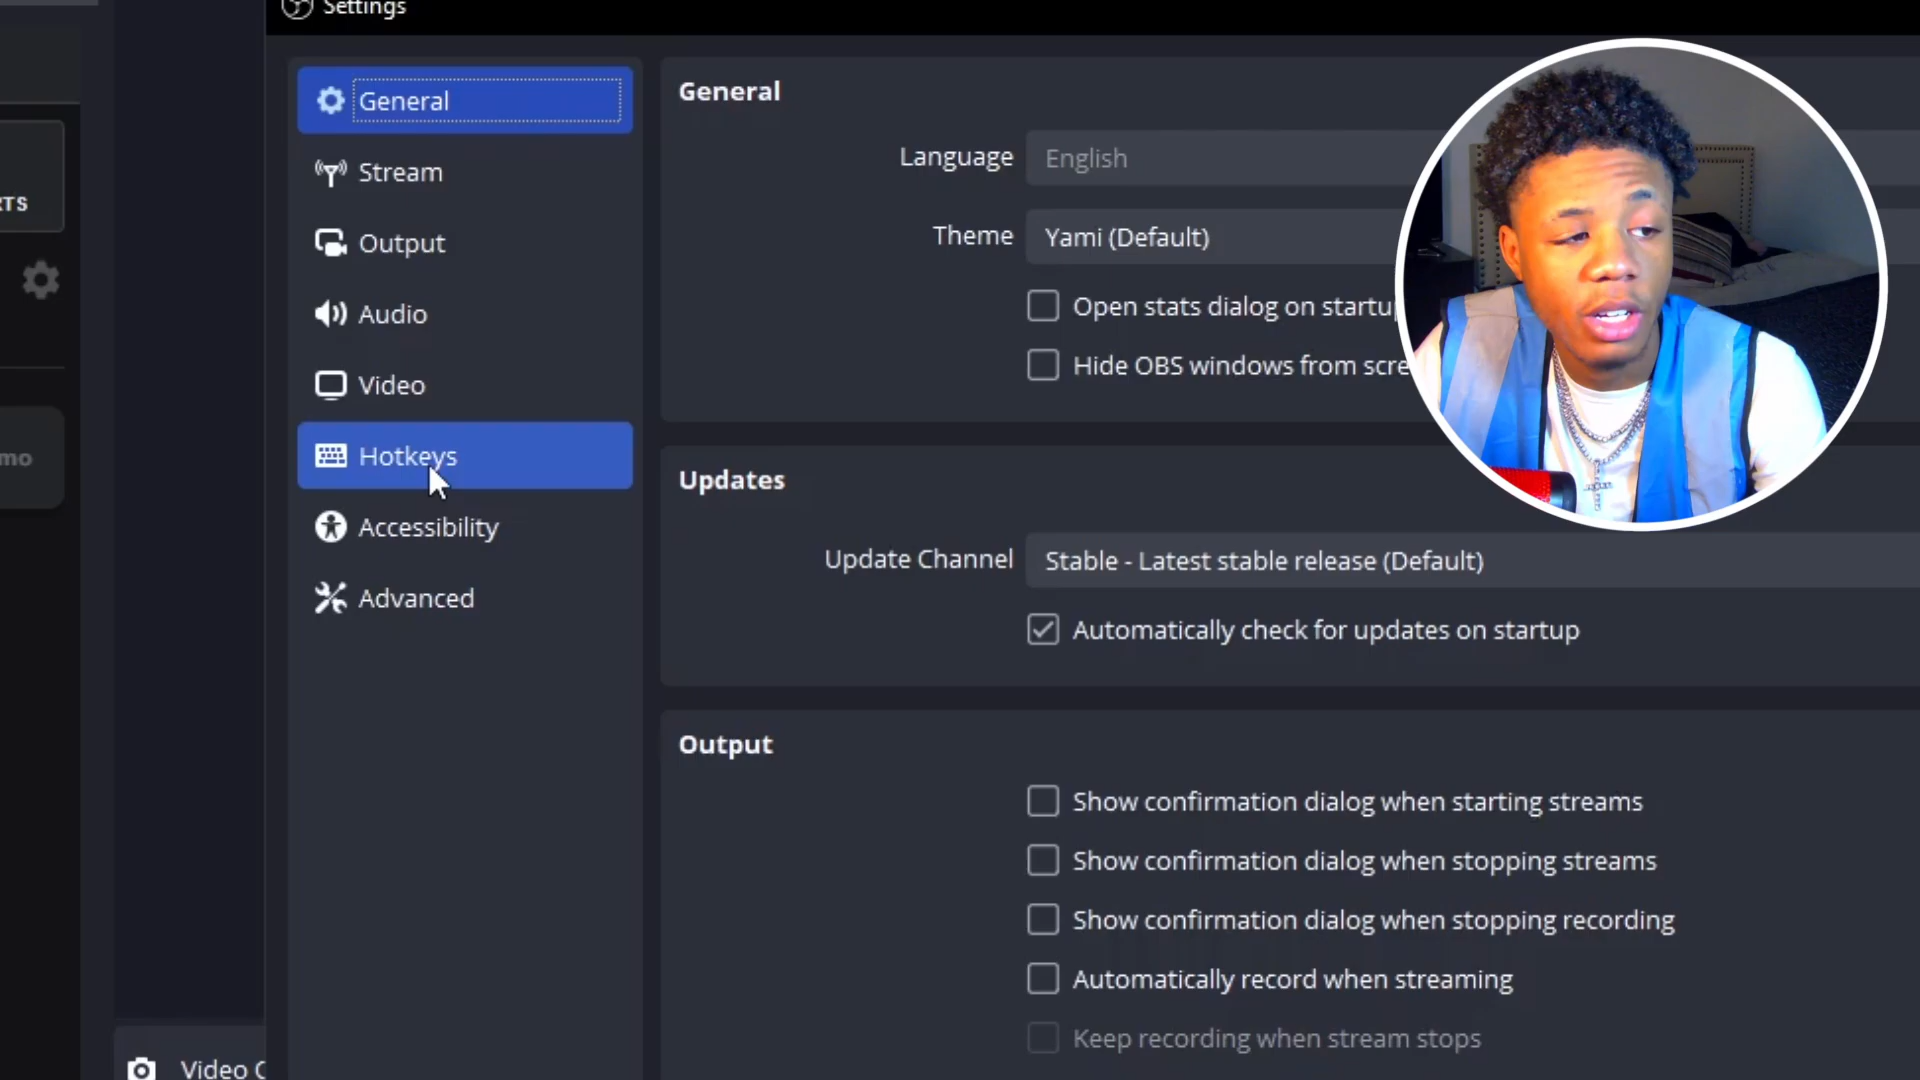 Settings
General
Stream
Output
Audio
Video
Hotkeys
Accessibility
Advanced
General
Language
English
Theme
Yami (Default)
Open stats dialog on startup
Hide OBS windows from scre
Updates
Update Channel
Stable - Latest stable release (Default)
Automatically check for updates on startup
Output
Show confirmation dialog when starting streams
Show confirmation dialog when stopping streams
Show confirmation dialog when stopping recording
Automatically record when streaming
Keep recording when stream stops
RTS
mo
Video C